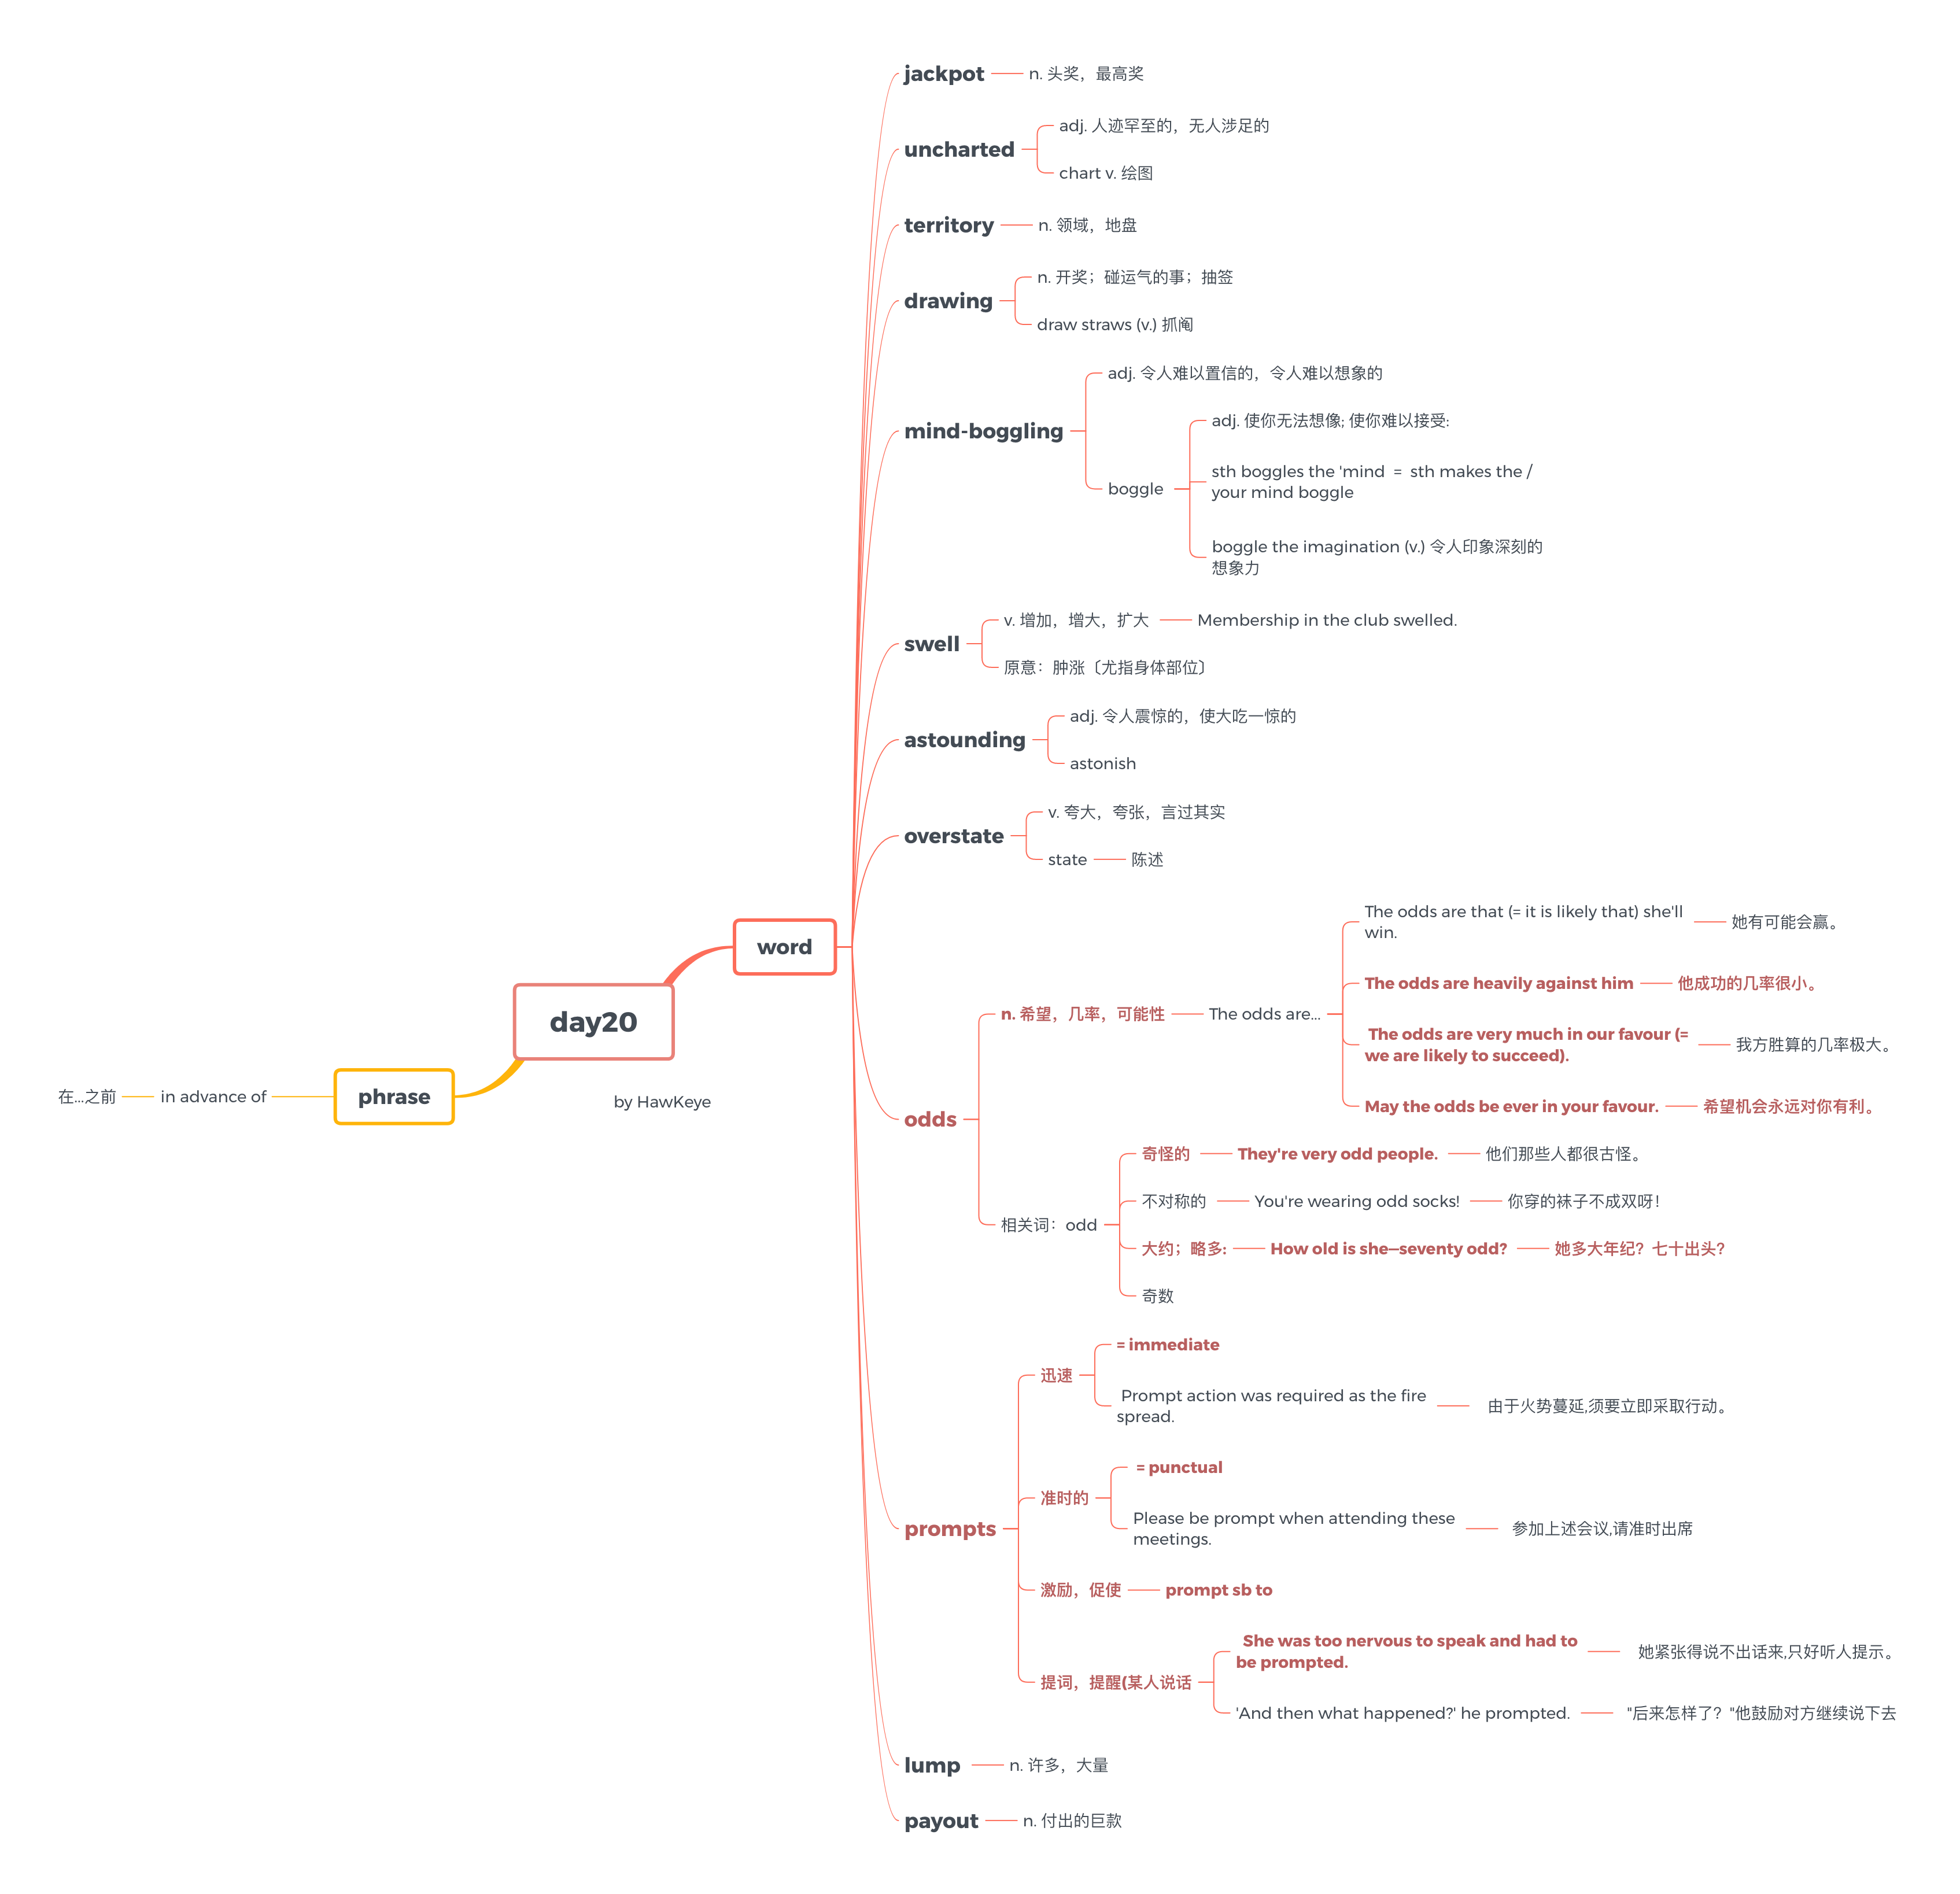 day20
by HawKeye
word
jackpot
n. 头奖，最高奖
uncharted
adj. 人迹罕至的，无人涉足的
chart v. 绘图
territory
n. 领域，地盘
drawing
n. 开奖；碰运气的事；抽签
draw straws (v.) 抓阄
mind-boggling
adj. 令人难以置信的，令人难以想象的
boggle
adj. 使你无法想像; 使你难以接受:
sth boggles the 'mind = sth makes the /
your mind boggle
boggle the imagination (v.) 令人印象深刻的
想象力
swell
v. 增加，增大，扩大
Membership in the club swelled.
原意：肿涨〔尤指身体部位〕
astounding
adj. 令人震惊的，使大吃一惊的
astonish
overstate
v. 夸大，夸张，言过其实
state
陈述
odds
n. 希望，几率，可能性
The odds are...
The odds are that (= it is likely that) she'll
win.
她有可能会赢。
The odds are heavily against him
他成功的几率很小。
The odds are very much in our favour (=
we are likely to succeed).
我方胜算的几率极大。
May the odds be ever in your favour.
希望机会永远对你有利。
相关词：odd
奇怪的
They're very odd people.
他们那些人都很古怪。
不对称的
You're wearing odd socks!
你穿的袜子不成双呀！
大约；略多:
How old is she—seventy odd?
她多大年纪？七十出头？
奇数
prompts
迅速
= immediate
Prompt action was required as the fire
spread.
由于火势蔓延,须要立即采取行动。
准时的
= punctual
Please be prompt when attending these
meetings.
参加上述会议,请准时出席
激励，促使
prompt sb to
提词，提醒(某人说话
She was too nervous to speak and had to
be prompted.
她紧张得说不出话来,只好听人提示。
'And then what happened?' he prompted.
"后来怎样了？"他鼓励对方继续说下去
lump
n. 许多，大量
payout
n. 付出的巨款
phrase
in advance of
在...之前